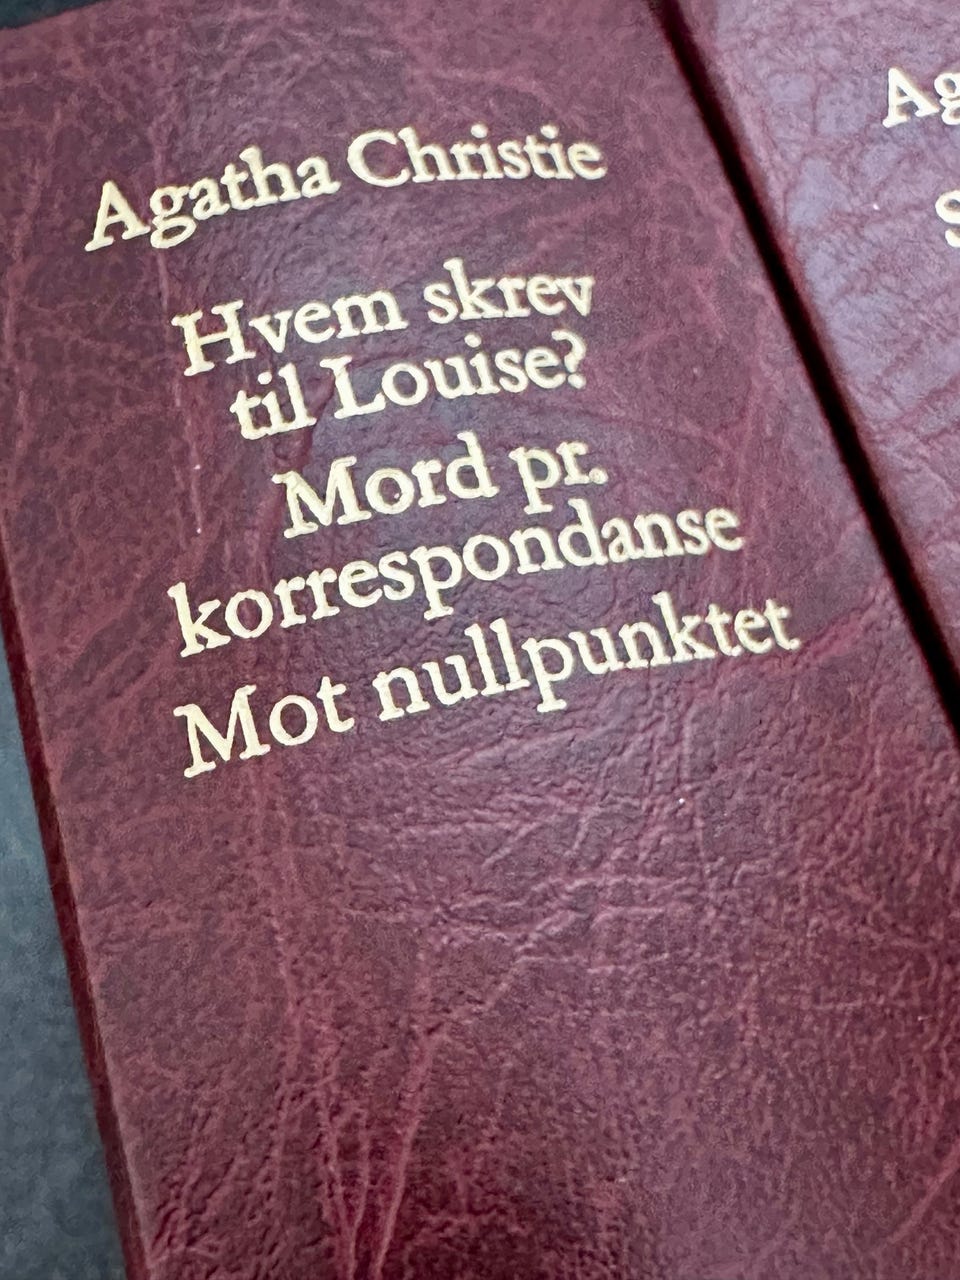 Agatha Christie
Hvem skrev
til Louise?
Mord pr.
korrespondanse
Mot nullpunktet